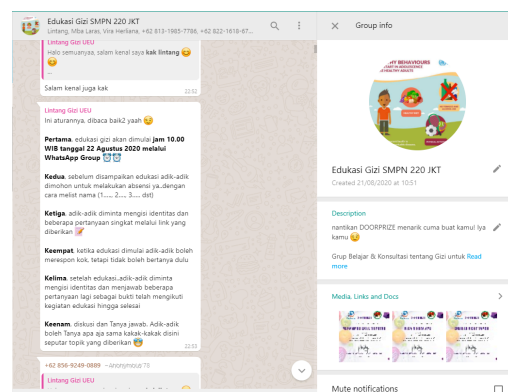 Edukasi Gizi SMPN 220 JKT
Lintang, Mba Laras, Vira Herliana, +62 813-1985-7786, +62 822-1618-67...
Lintang Gizi UEU
Halo semuanyaa, salam kenal saya kak lintang 😊
😊
...
Salam kenal juga kak
22:52
Lintang Gizi UEU
Ini aturannya, dibaca baik2 yaah 😉
Pertama, edukasi gizi akan dimulai jam 10.00
WIB tanggal 22 Agustus 2020 melalui
WhatsApp Group ⏰⏰
Kedua, sebelum disampaikan edukasi adik-adik
dimohon untuk melakukan absensi ya..dengan
cara melist nama (1..... 2...., 3.... dst)
Ketiga, adik-adik diminta mengisi identitas dan
beberapa pertanyaan singkat melalui link yang
diberikan 📝
Keempat, ketika edukasi dimulai adik-adik boleh
merespon kok, tetapi tidak boleh bertanya dulu
Kelima, setelah edukasi..adik-adik diminta
mengisi identitas dan menjawab beberapa
pertanyaan lagi sebagai bukti telah mengikuti
kegiatan edukasi hingga selesai
Keenam, diskusi dan Tanya jawab. Adik-adik
boleh Tanya apa aja sama kakak-kakak disini
seputar topik yang diberikan 😇
22:53
+62 856-9249-0889 ~Anonymous 78
Lintang Gizi UEU
Group info
HY BEHAVIOURS
START IN ADOLESCENCE
HEALTHY ADULTS
Edukasi Gizi SMPN 220 JKT
Created 21/08/2020 at 10:51
Description
nantikan DOORPRIZE menarik cuma buat kamu! Iya
kamu 😉
Grup Belajar & Konsultasi tentang Gizi untuk Read
more
Media, Links and Docs
Mute notifications